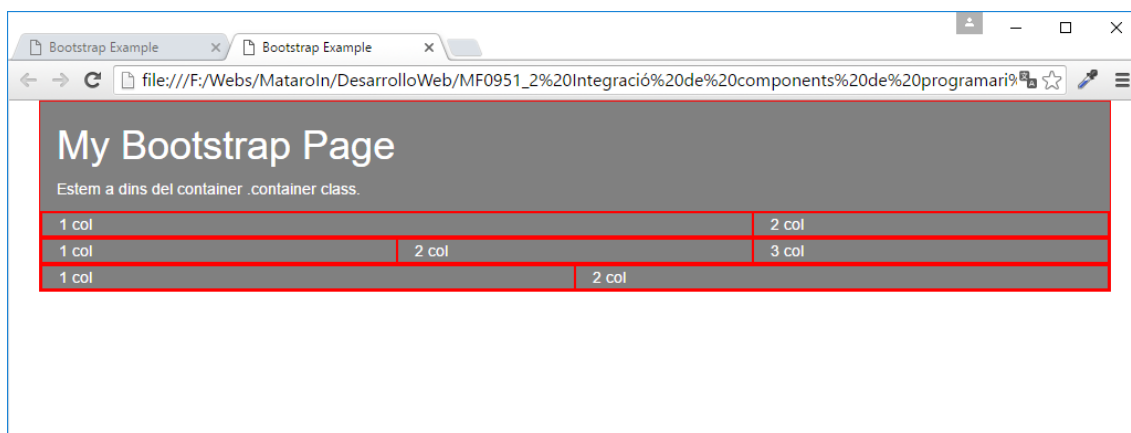 Bootstrap Example
Bootstrap Example
file:///F:/Webs/MataroIn/DesarrolloWeb/MF0951_2%20Integració%20de%20components%20de%20programari%
My Bootstrap Page
Estem a dins del container .container class.
1 col 2 col
1 col 2 col 3 col
1 col 2 col